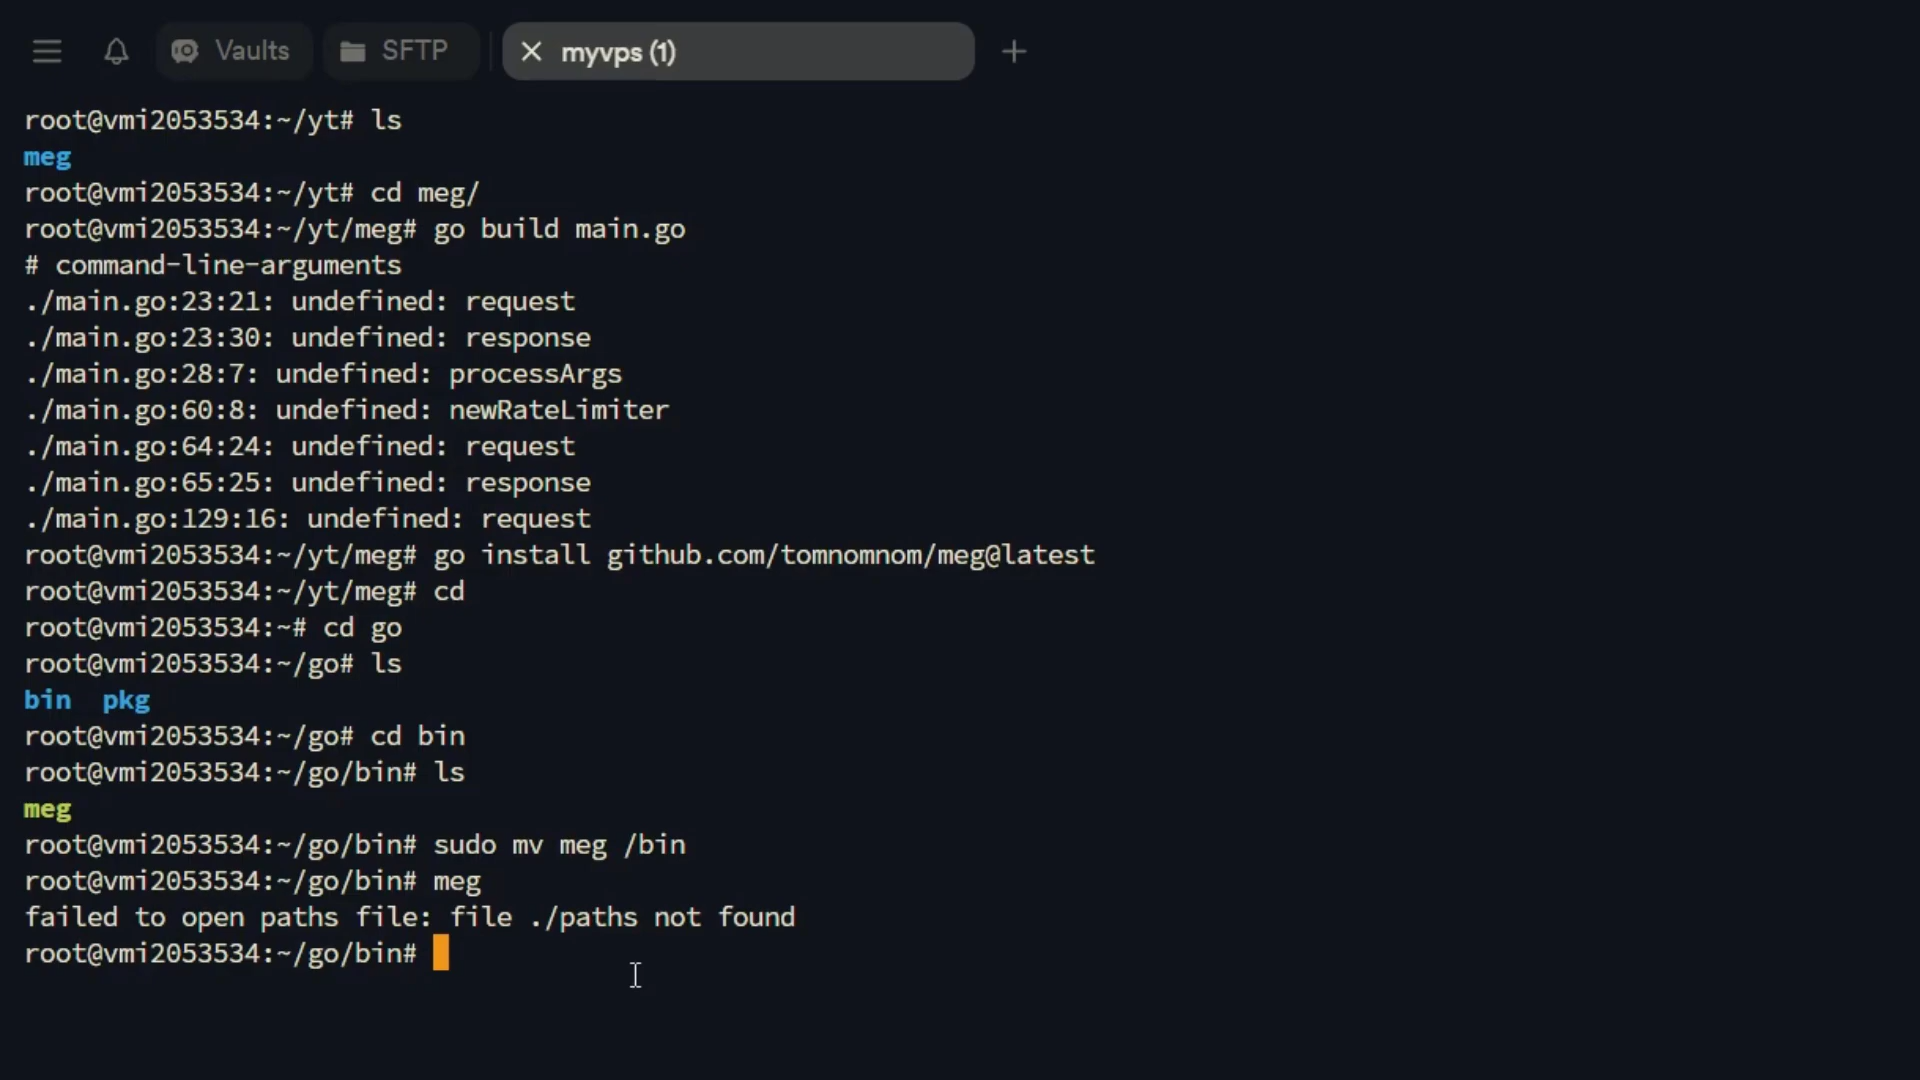 Vaults SFTP myvps (1)
root@vmi2053534:~/yt# ls
meg
root@vmi2053534:~/yt# cd meg/
root@vmi2053534:~/yt/meg# go build main.go
# command-line-arguments
./main.go:23:21: undefined: request
./main.go:23:30: undefined: response
./main.go:28:7: undefined: processArgs
./main.go:60:8: undefined: newRateLimiter
./main.go:64:24: undefined: request
./main.go:65:25: undefined: response
./main.go:129:16: undefined: request
root@vmi2053534:~/yt/meg# go install github.com/tomnomnom/meg@latest
root@vmi2053534:~/yt/meg# cd
root@vmi2053534:~# cd go
root@vmi2053534:~/go# ls
bin  pkg
root@vmi2053534:~/go# cd bin
root@vmi2053534:~/go/bin# ls
meg
root@vmi2053534:~/go/bin# sudo mv meg /bin
root@vmi2053534:~/go/bin# meg
failed to open paths file: file ./paths not found
root@vmi2053534:~/go/bin#